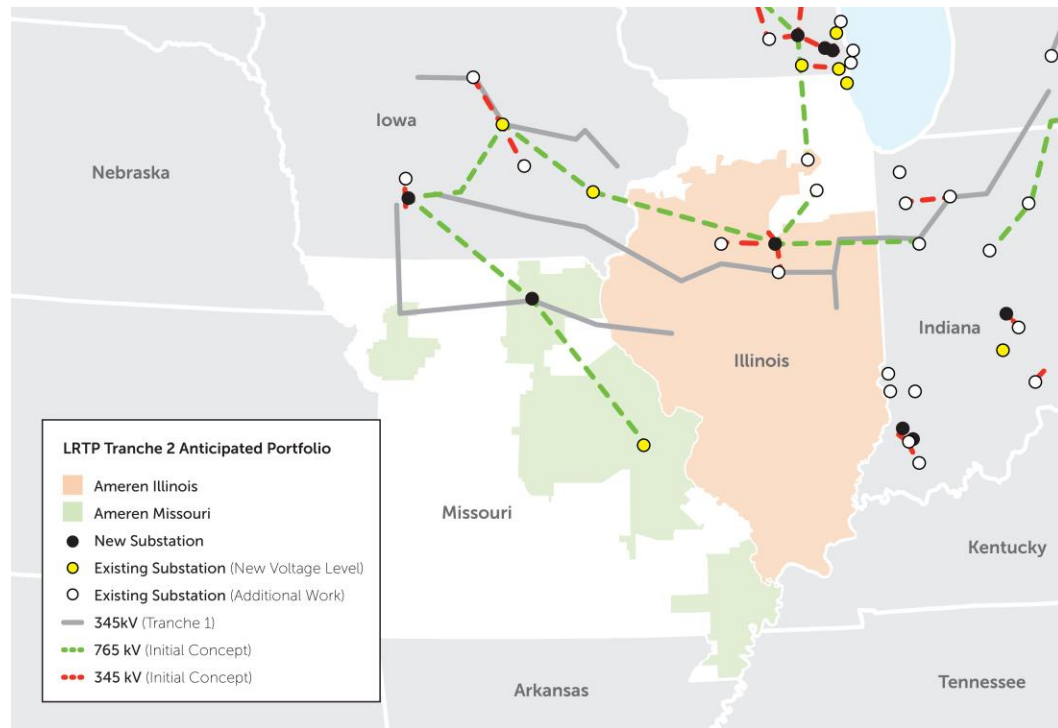 Iowa
Nebraska
Indiana
Illinois
LRTP Tranche 2 Anticipated Portfolio
Ameren Illinois
Ameren Missouri
New Substation
Existing Substation (New Voltage Level)
Existing Substation (Additional Work)
345kV (Tranche 1)
765 kV (Initial Concept)
345 kV (Initial Concept)
Missouri
Kentucky
Arkansas
Tennessee